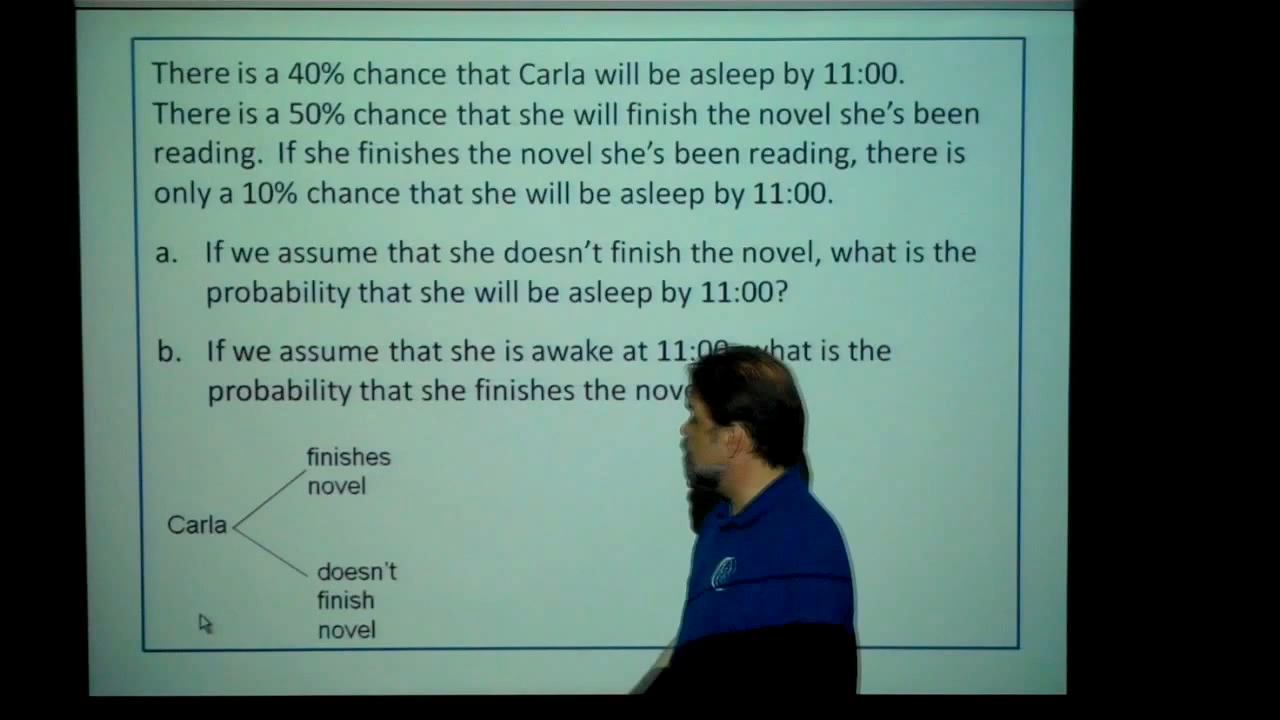 There is a 40% chance that Carla will be asleep by 11:00.
There is a 50% chance that she will finish the novel she's been
reading. If she finishes the novel she's been reading, there is
only a 10% chance that she will be asleep by 11:00.
a. If we assume that she doesn't finish the novel, what is the
probability that she will be asleep by 11:00?
b. If we assume that she is awake at 11:00, what is the
probability that she finishes the
finishes
novel
Carla
doesn't
finish
novel